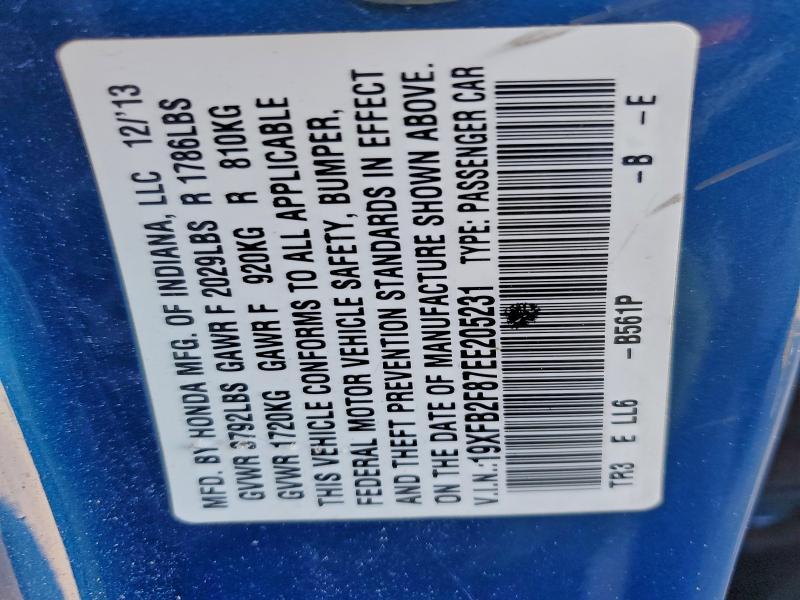 MFD. BY HONDA MFG. OF INDIANA, LLC 12/'13
GVWR 3792LBS GAWR F 2029LBS R 1786LBS
GVWR 1720KG GAWR F 920KG R 810KG
THIS VEHICLE CONFORMS TO ALL APPLICABLE
FEDERAL MOTOR VEHICLE SAFETY, BUMPER,
AND THEFT PREVENTION STANDARDS IN EFFECT
ON THE DATE OF MANUFACTURE SHOWN ABOVE.
V.I.N.:19XFB2F87EE205231 TYPE: PASSENGER CAR
TR3 E LL6 -B561P -B -E